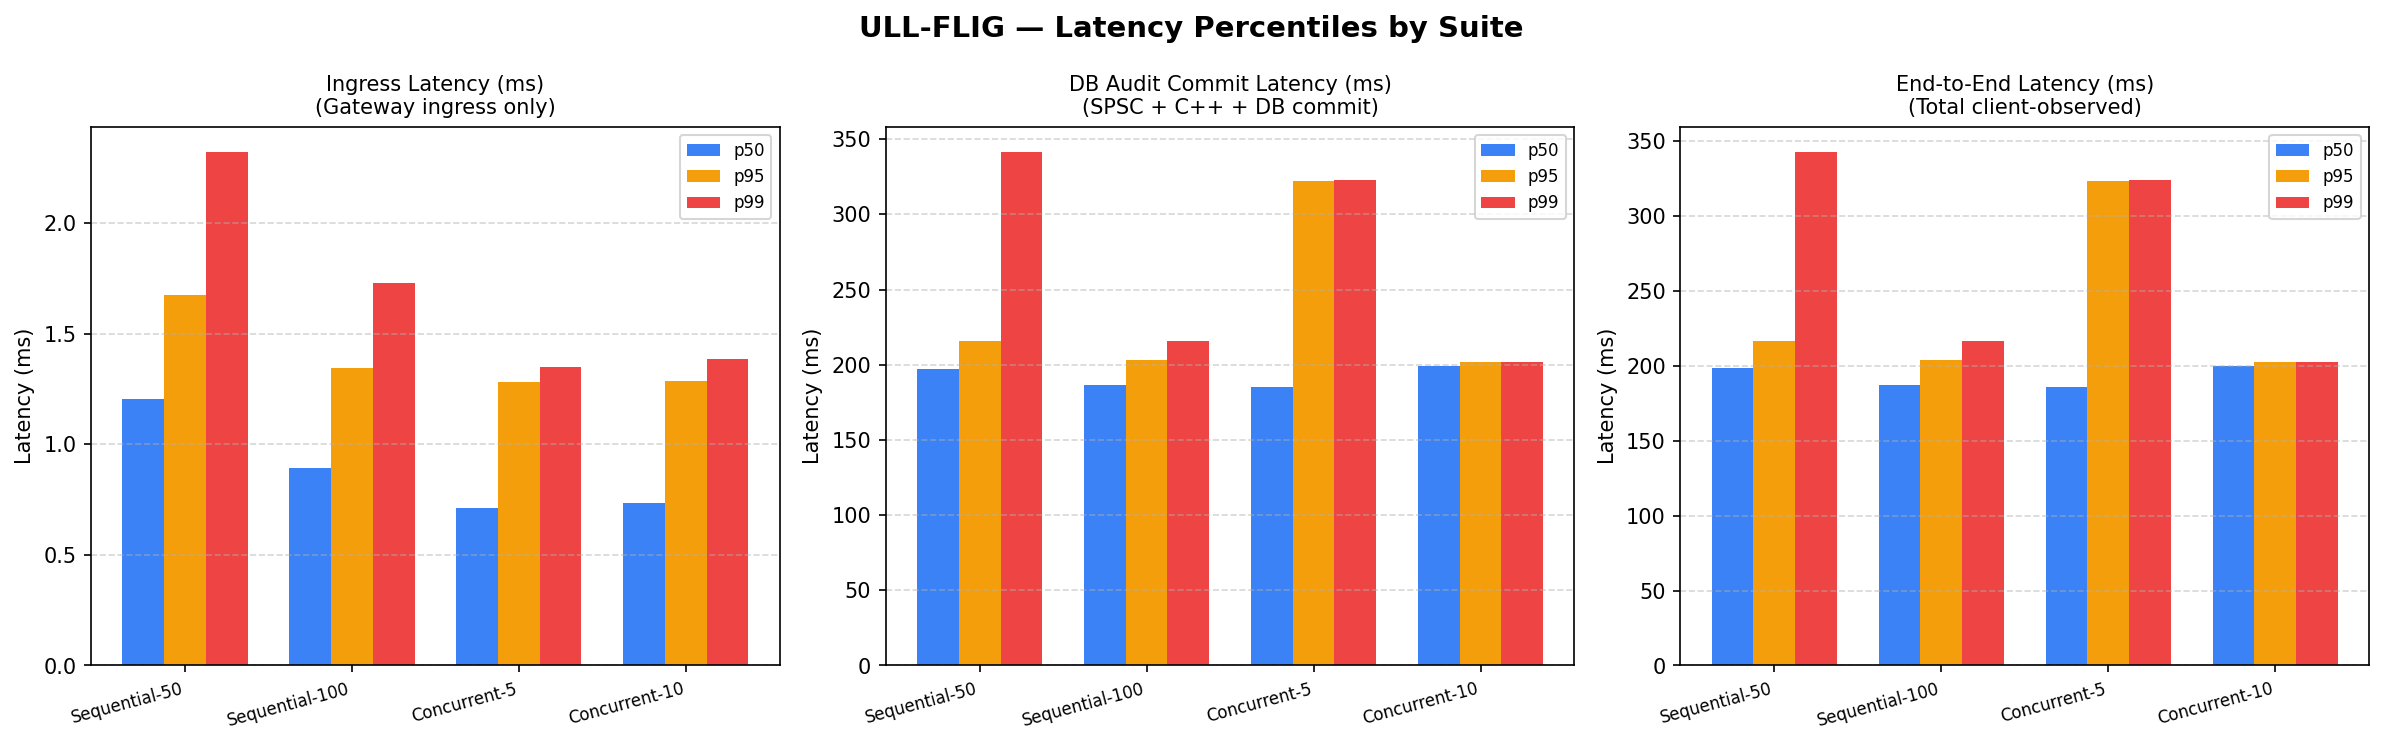 ULL-FLIG — Latency Percentiles by Suite
Ingress Latency (ms)
(Gateway ingress only)
Latency (ms)
2.0
1.5
1.0
0.5
0.0
p50
p95
p99
Sequential-50
Sequential-100
Concurrent-5
Concurrent-10
DB Audit Commit Latency (ms)
(SPSC + C++ + DB commit)
Latency (ms)
350
300
250
200
150
100
50
0
p50
p95
p99
Sequential-50
Sequential-100
Concurrent-5
Concurrent-10
End-to-End Latency (ms)
(Total client-observed)
Latency (ms)
350
300
250
200
150
100
50
0
p50
p95
p99
Sequential-50
Sequential-100
Concurrent-5
Concurrent-10